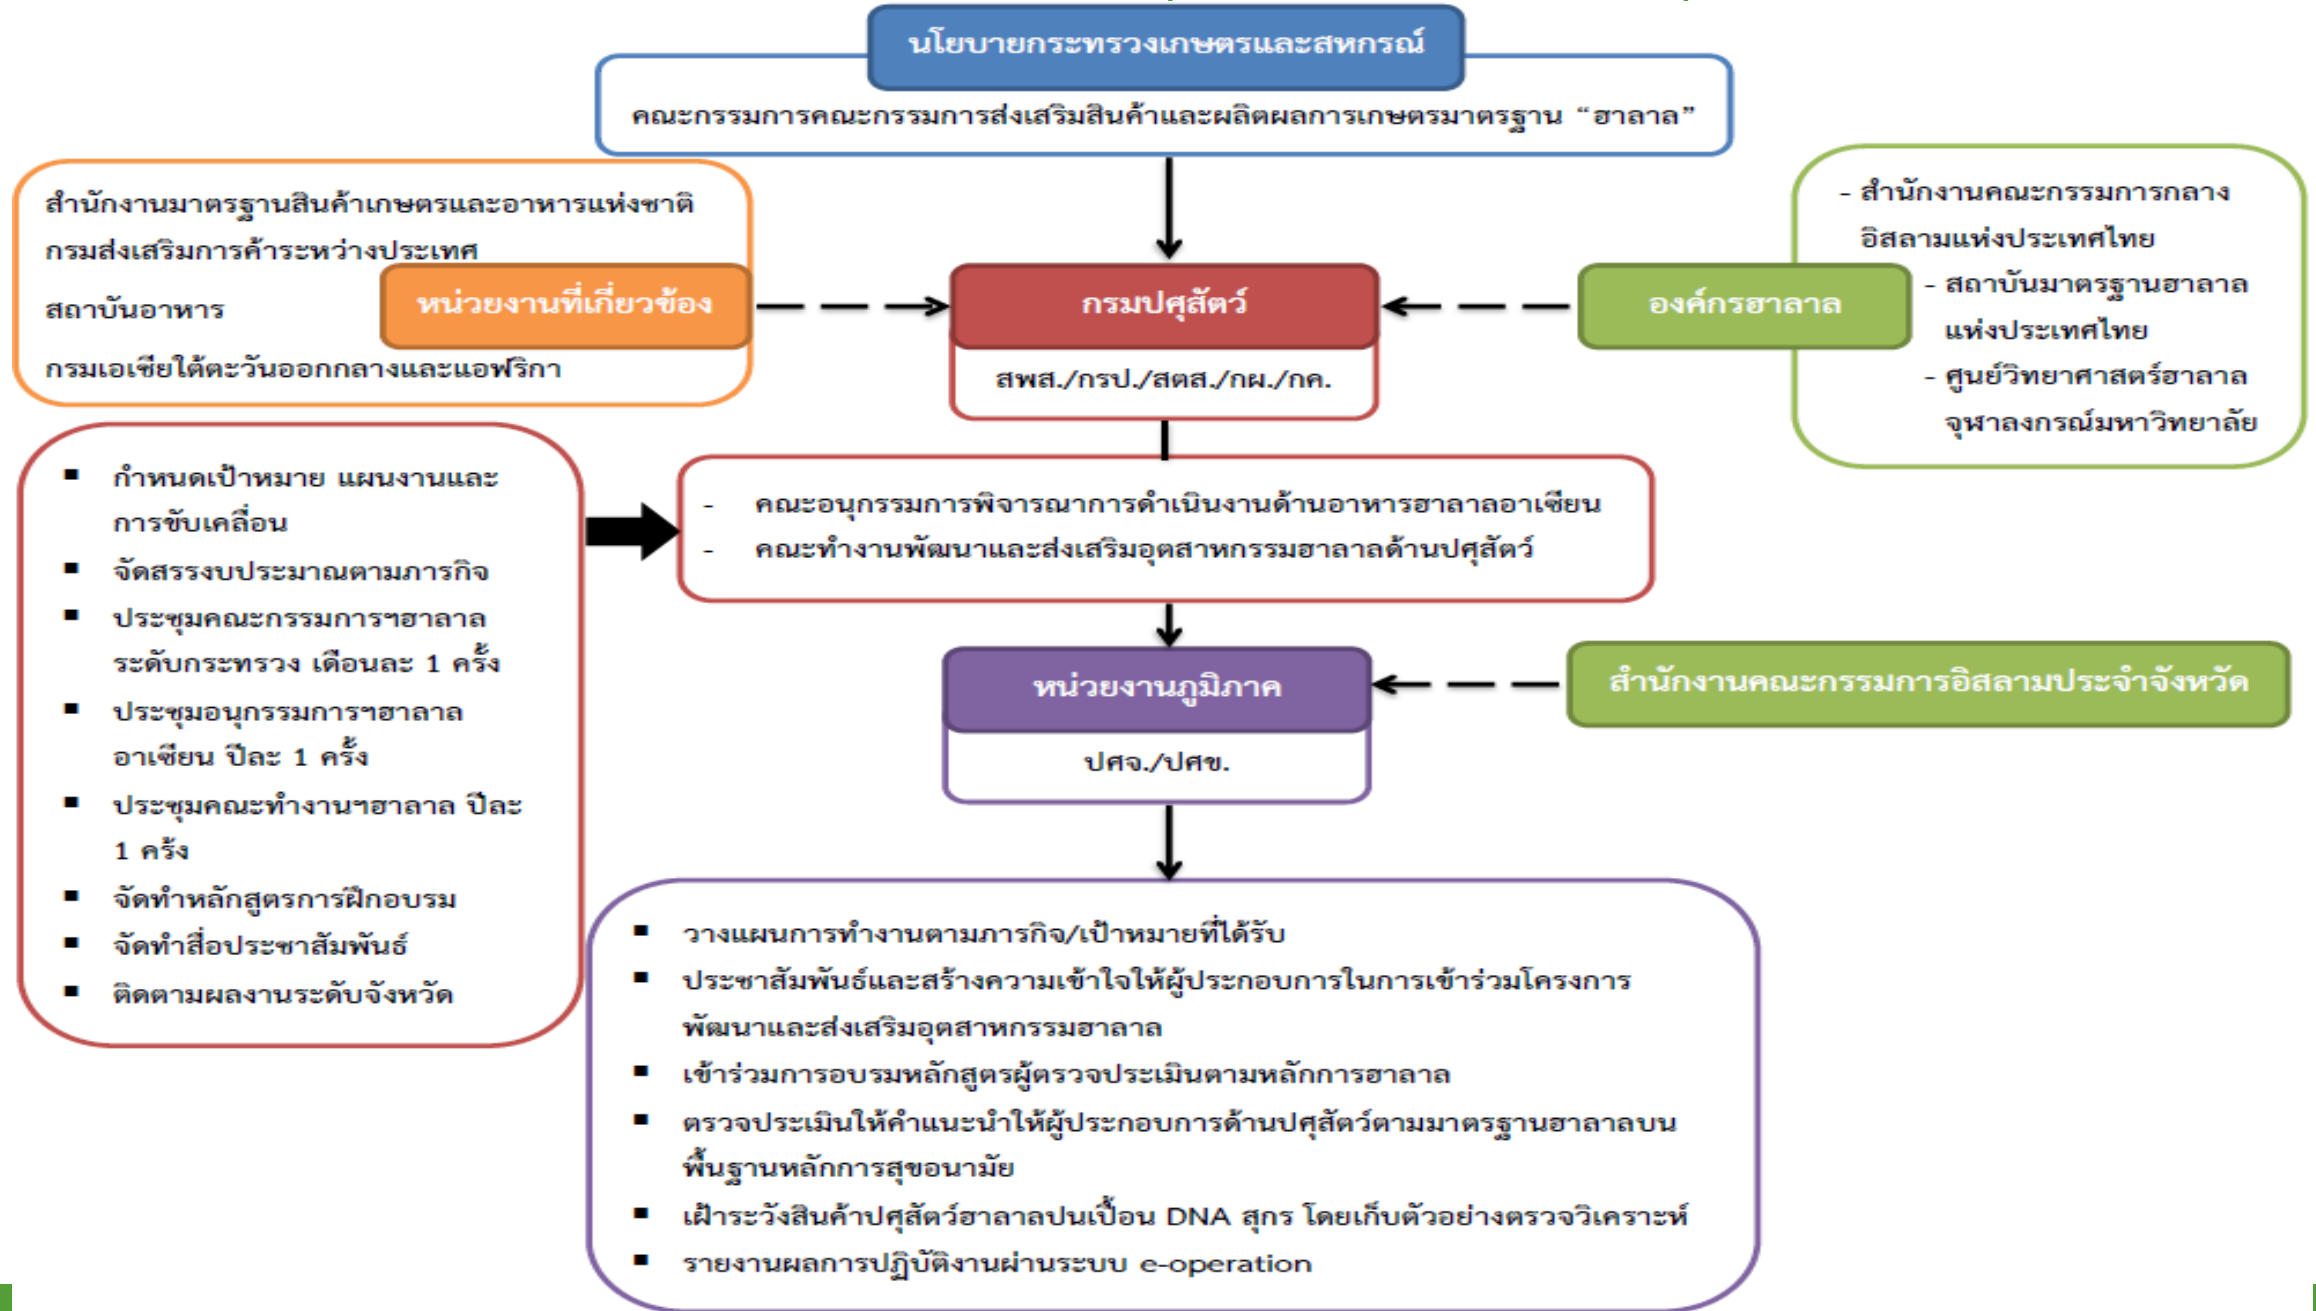 นโยบายกระทรวงเกษตรและสหกรณ์
คณะกรรมการคณะกรรมการส่งเสริมสินค้าและผลิตผลการเกษตรมาตรฐาน “ฮาลาล”
สำนักงานมาตรฐานสินค้าเกษตรและอาหารแห่งชาติ
กรมส่งเสริมการค้าระหว่างประเทศ
สถาบันอาหาร
กรมเอเชียใต้ตะวันออกกลางและแอฟริกา
หน่วยงานที่เกี่ยวข้อง
กรมปศุสัตว์
สพส./กรป./สตส./กผ./กค.
องค์กรฮาลาล
- สำนักงานคณะกรรมการกลาง
อิสลามแห่งประเทศไทย
- สถาบันมาตรฐานฮาลาล
แห่งประเทศไทย
- ศูนย์วิทยาศาสตร์ฮาลาล
จุฬาลงกรณ์มหาวิทยาลัย
▪ กำหนดเป้าหมาย แผนงานและ
การขับเคลื่อน
▪ จัดสรรงบประมาณตามภารกิจ
▪ ประชุมคณะกรรมการฯฮาลาล
ระดับกระทรวง เดือนละ 1 ครั้ง
▪ ประชุมอนุกรรมการฯฮาลาล
อาเซียน ปีละ 1 ครั้ง
▪ ประชุมคณะทำงานฯฮาลาล ปีละ
1 ครั้ง
▪ จัดทำหลักสูตรการฝึกอบรม
▪ จัดทำสื่อประชาสัมพันธ์
▪ ติดตามผลงานระดับจังหวัด
- คณะอนุกรรมการพิจารณาการดำเนินงานด้านอาหารฮาลาลอาเซียน
- คณะทำงานพัฒนาและส่งเสริมอุตสาหกรรมฮาลาลด้านปศุสัตว์
หน่วยงานภูมิภาค
ปศจ./ปศข.
สำนักงานคณะกรรมการอิสลามประจำจังหวัด
▪ วางแผนการทำงานตามภารกิจ/เป้าหมายที่ได้รับ
▪ ประชาสัมพันธ์และสร้างความเข้าใจให้ผู้ประกอบการในการเข้าร่วมโครงการ
พัฒนาและส่งเสริมอุตสาหกรรมฮาลาล
▪ เข้าร่วมการอบรมหลักสูตรผู้ตรวจประเมินตามหลักการฮาลาล
▪ ตรวจประเมินให้คำแนะนำให้ผู้ประกอบการด้านปศุสัตว์ตามมาตรฐานฮาลาลบน
พื้นฐานหลักการสุขอนามัย
▪ เฝ้าระวังสินค้าปศุสัตว์ฮาลาลปนเปื้อน DNA สุกร โดยเก็บตัวอย่างตรวจวิเคราะห์
▪ รายงานผลการปฏิบัติงานผ่านระบบ e-operation